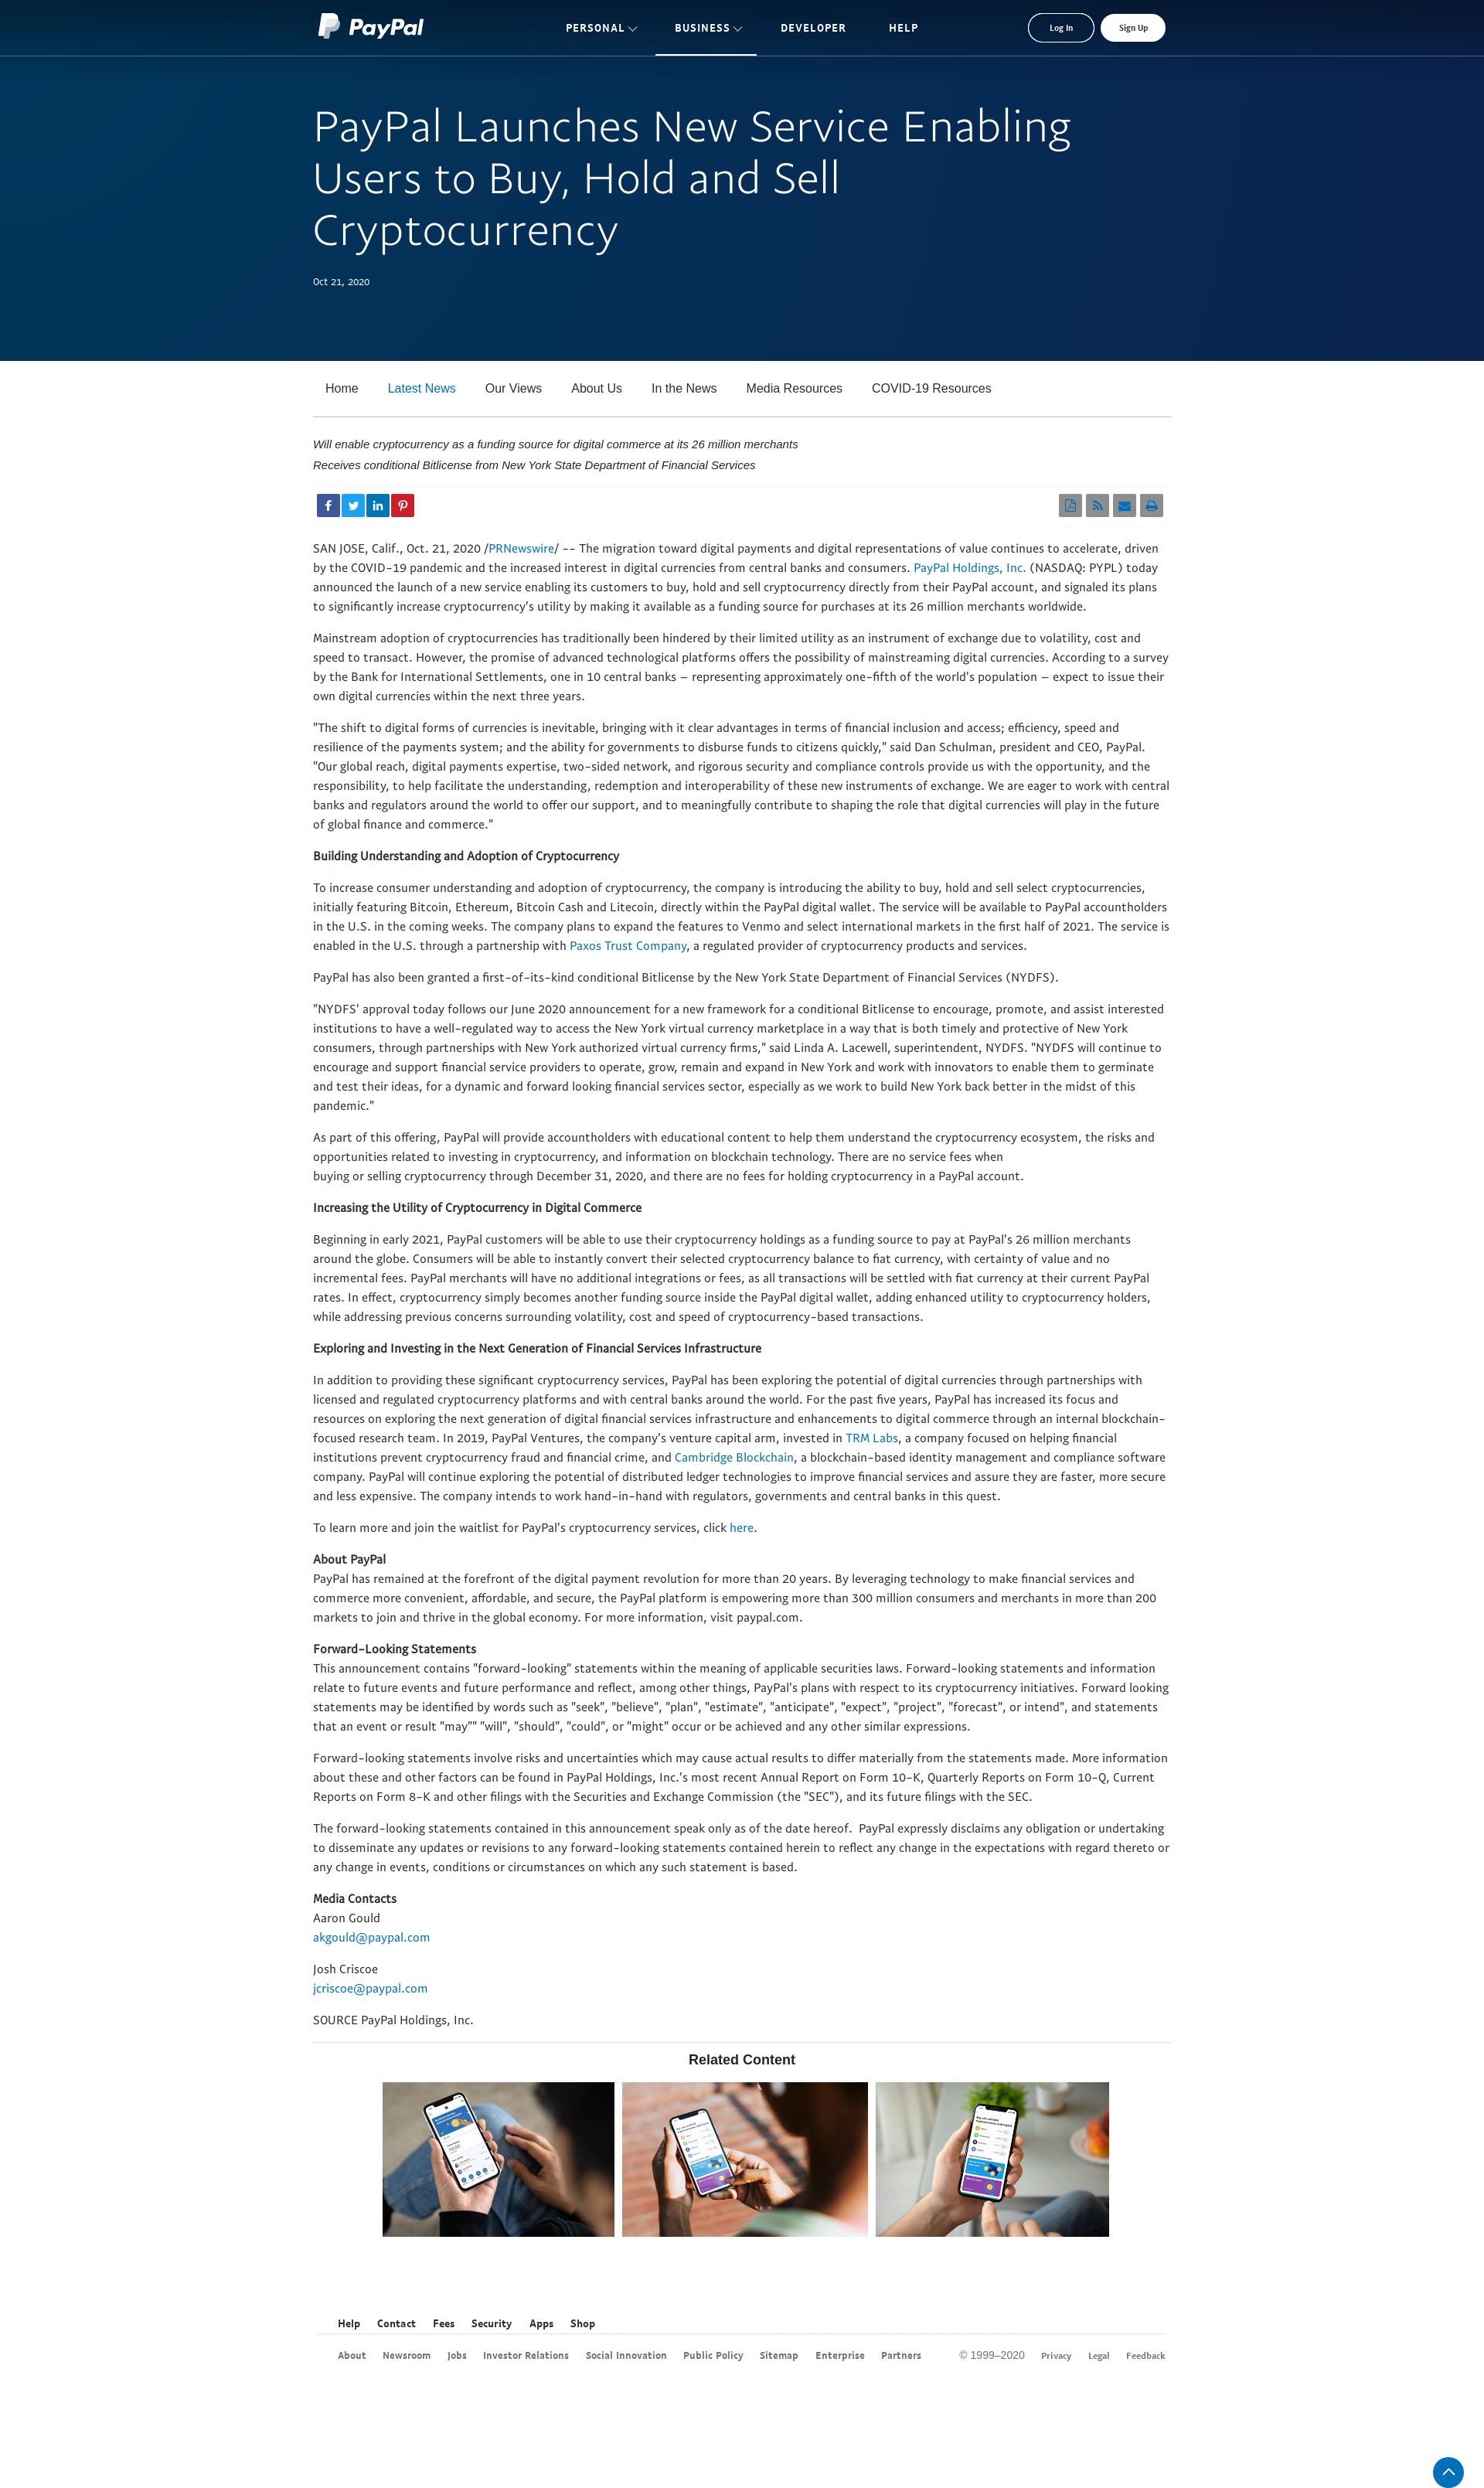 PayPal
PERSONAL
BUSINESS
DEVELOPER
HELP
Log In
Sign Up
PayPal Launches New Service Enabling
Users to Buy, Hold and Sell
Cryptocurrency
Oct 21, 2020
Home
Latest News
Our Views
About Us
In the News
Media Resources
COVID-19 Resources
Will enable cryptocurrency as a funding source for digital commerce at its 26 million merchants
Receives conditional Bitlicense from New York State Department of Financial Services
SAN JOSE, Calif., Oct. 21, 2020 /PRNewswire/ -- The migration toward digital payments and digital representations of value continues to accelerate, driven
by the COVID-19 pandemic and the increased interest in digital currencies from central banks and consumers. PayPal Holdings, Inc. (NASDAQ: PYPL) today
announced the launch of a new service enabling its customers to buy, hold and sell cryptocurrency directly from their PayPal account, and signaled its plans
to significantly increase cryptocurrency's utility by making it available as a funding source for purchases at its 26 million merchants worldwide.
Mainstream adoption of cryptocurrencies has traditionally been hindered by their limited utility as an instrument of exchange due to volatility, cost and
speed to transact. However, the promise of advanced technological platforms offers the possibility of mainstreaming digital currencies. According to a survey
by the Bank for International Settlements, one in 10 central banks – representing approximately one-fifth of the world's population – expect to issue their
own digital currencies within the next three years.
"The shift to digital forms of currencies is inevitable, bringing with it clear advantages in terms of financial inclusion and access; efficiency, speed and
resilience of the payments system; and the ability for governments to disburse funds to citizens quickly," said Dan Schulman, president and CEO, PayPal.
"Our global reach, digital payments expertise, two-sided network, and rigorous security and compliance controls provide us with the opportunity, and the
responsibility, to help facilitate the understanding, redemption and interoperability of these new instruments of exchange. We are eager to work with central
banks and regulators around the world to offer our support, and to meaningfully contribute to shaping the role that digital currencies will play in the future
of global finance and commerce."
Building Understanding and Adoption of Cryptocurrency
To increase consumer understanding and adoption of cryptocurrency, the company is introducing the ability to buy, hold and sell select cryptocurrencies,
initially featuring Bitcoin, Ethereum, Bitcoin Cash and Litecoin, directly within the PayPal digital wallet. The service will be available to PayPal accountholders
in the U.S. in the coming weeks. The company plans to expand the features to Venmo and select international markets in the first half of 2021. The service is
enabled in the U.S. through a partnership with Paxos Trust Company, a regulated provider of cryptocurrency products and services.
PayPal has also been granted a first-of-its-kind conditional Bitlicense by the New York State Department of Financial Services (NYDFS).
"NYDFS' approval today follows our June 2020 announcement for a new framework for a conditional Bitlicense to encourage, promote, and assist interested
institutions to have a well-regulated way to access the New York virtual currency marketplace in a way that is both timely and protective of New York
consumers, through partnerships with New York authorized virtual currency firms," said Linda A. Lacewell, superintendent, NYDFS. "NYDFS will continue to
encourage and support financial service providers to operate, grow, remain and expand in New York and work with innovators to enable them to germinate
and test their ideas, for a dynamic and forward looking financial services sector, especially as we work to build New York back better in the midst of this
pandemic."
As part of this offering, PayPal will provide accountholders with educational content to help them understand the cryptocurrency ecosystem, the risks and
opportunities related to investing in cryptocurrency, and information on blockchain technology. There are no service fees when
buying or selling cryptocurrency through December 31, 2020, and there are no fees for holding cryptocurrency in a PayPal account.
Increasing the Utility of Cryptocurrency in Digital Commerce
Beginning in early 2021, PayPal customers will be able to use their cryptocurrency holdings as a funding source to pay at PayPal's 26 million merchants
around the globe. Consumers will be able to instantly convert their selected cryptocurrency balance to fiat currency, with certainty of value and no
incremental fees. PayPal merchants will have no additional integrations or fees, as all transactions will be settled with fiat currency at their current PayPal
rates. In effect, cryptocurrency simply becomes another funding source inside the PayPal digital wallet, adding enhanced utility to cryptocurrency holders,
while addressing previous concerns surrounding volatility, cost and speed of cryptocurrency-based transactions.
Exploring and Investing in the Next Generation of Financial Services Infrastructure
In addition to providing these significant cryptocurrency services, PayPal has been exploring the potential of digital currencies through partnerships with
licensed and regulated cryptocurrency platforms and with central banks around the world. For the past five years, PayPal has increased its focus and
resources on exploring the next generation of digital financial services infrastructure and enhancements to digital commerce through an internal blockchain-
focused research team. In 2019, PayPal Ventures, the company's venture capital arm, invested in TRM Labs, a company focused on helping financial
institutions prevent cryptocurrency fraud and financial crime, and Cambridge Blockchain, a blockchain-based identity management and compliance software
company. PayPal will continue exploring the potential of distributed ledger technologies to improve financial services and assure they are faster, more secure
and less expensive. The company intends to work hand-in-hand with regulators, governments and central banks in this quest.
To learn more and join the waitlist for PayPal's cryptocurrency services, click here.
About PayPal
PayPal has remained at the forefront of the digital payment revolution for more than 20 years. By leveraging technology to make financial services and
commerce more convenient, affordable, and secure, the PayPal platform is empowering more than 300 million consumers and merchants in more than 200
markets to join and thrive in the global economy. For more information, visit paypal.com.
Forward-Looking Statements
This announcement contains "forward-looking" statements within the meaning of applicable securities laws. Forward-looking statements and information
relate to future events and future performance and reflect, among other things, PayPal's plans with respect to its cryptocurrency initiatives. Forward looking
statements may be identified by words such as "seek", "believe", "plan", "estimate", "anticipate", "expect", "project", "forecast", or intend", and statements
that an event or result "may"" "will", "should", "could", or "might" occur or be achieved and any other similar expressions.
Forward-looking statements involve risks and uncertainties which may cause actual results to differ materially from the statements made. More information
about these and other factors can be found in PayPal Holdings, Inc.'s most recent Annual Report on Form 10-K, Quarterly Reports on Form 10-Q, Current
Reports on Form 8-K and other filings with the Securities and Exchange Commission (the "SEC"), and its future filings with the SEC.
The forward-looking statements contained in this announcement speak only as of the date hereof.  PayPal expressly disclaims any obligation or undertaking
to disseminate any updates or revisions to any forward-looking statements contained herein to reflect any change in the expectations with regard thereto or
any change in events, conditions or circumstances on which any such statement is based.
Media Contacts
Aaron Gould
akgould@paypal.com
Josh Criscoe
jcriscoe@paypal.com
SOURCE PayPal Holdings, Inc.
Related Content
Help
Contact
Fees
Security
Apps
Shop
About
Newsroom
Jobs
Investor Relations
Social Innovation
Public Policy
Sitemap
Enterprise
Partners
© 1999–2020
Privacy
Legal
Feedback